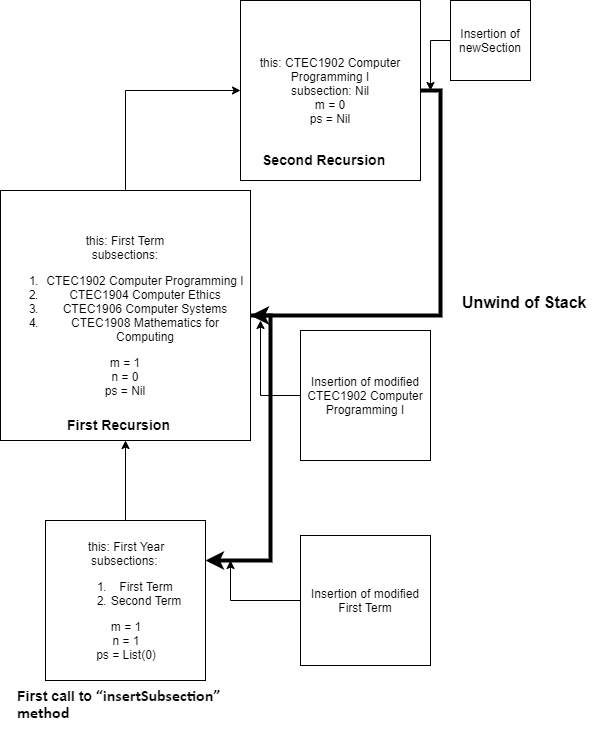 Insertion of
newSection
this: CTEC1902 Computer
Programming I
subsection: Nil
m = 0
ps = Nil
Second Recursion
this: First Term
subsections:
1. CTEC1902 Computer Programming I
2. CTEC1904 Computer Ethics
3. CTEC1906 Computer Systems
4. CTEC1908 Mathematics for
Computing
m = 1
n = 0
ps = Nil
First Recursion
Unwind of Stack
Insertion of modified
CTEC1902 Computer
Programming I
this: First Year
subsections:
1. First Term
2. Second Term
m = 1
n = 1
ps = List(0)
Insertion of modified
First Term
First call to “insertSubsection”
method